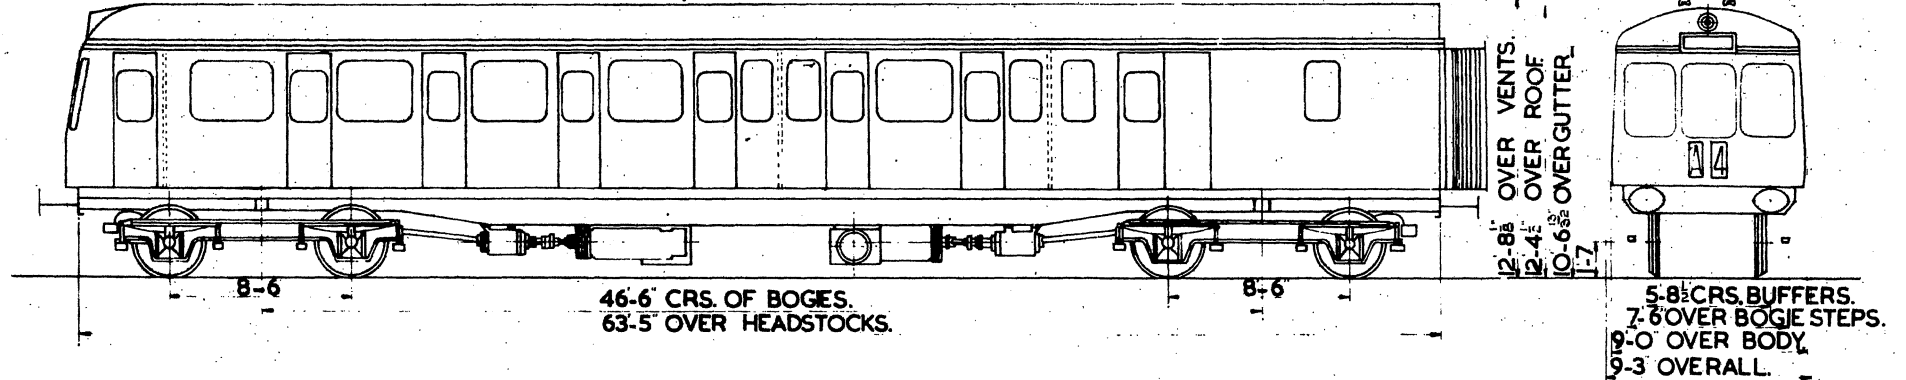 8-6
46'-6" CRS. OF BOGIES.
63'-5" OVER HEADSTOCKS.
8-6"
12'-8⅛" OVER VENTS.
12'-4½" OVER ROOF.
10'-6 13/32" OVER GUTTER
1-7
14
5-8½" CRS. BUFFERS.
7'-6" OVER BOGIE STEPS.
9'-0" OVER BODY.
9'-3" OVERALL.